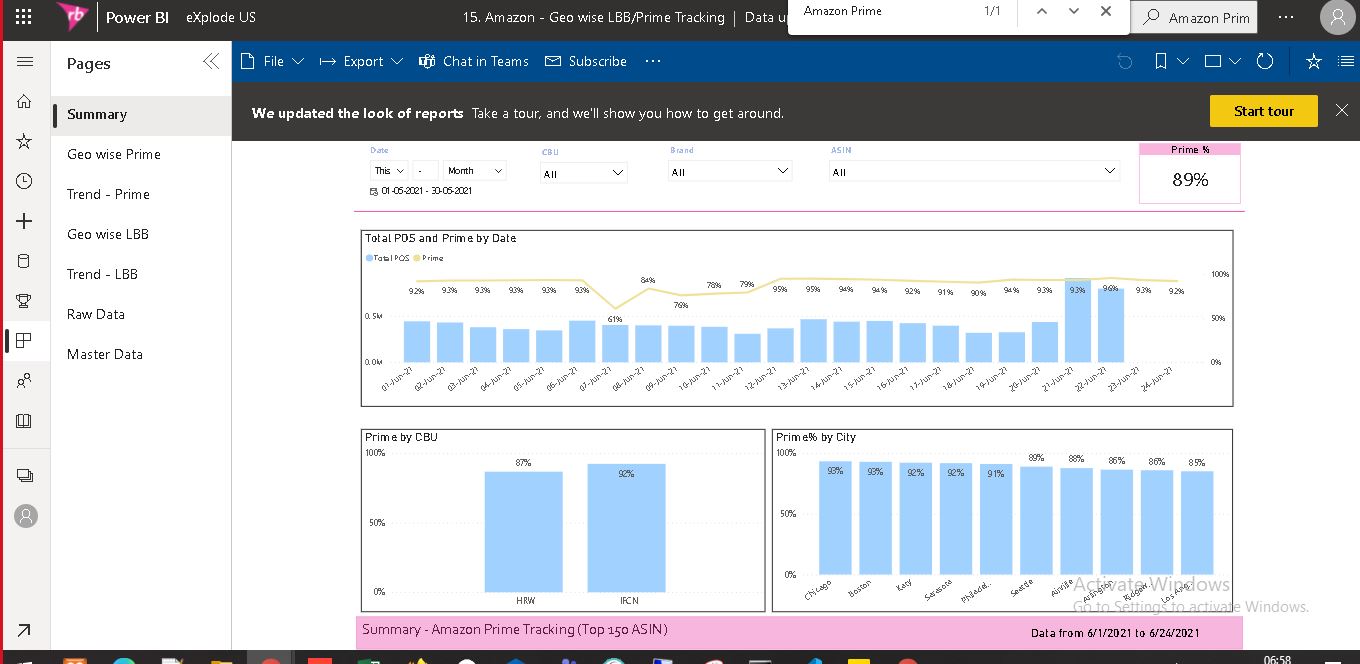 Power BI eXplode US 15. Amazon - Geo wise LBB/Prime Tracking | Data u
Amazon Prime 1/1
Amazon Prim
Pages
File Export Chat in Teams Subscribe
We updated the look of reports Take a tour, and we'll show you how to get around. Start tour
Summary
Geo wise Prime
Trend - Prime
Geo wise LBB
Trend - LBB
Raw Data
Master Data
Date CBU Brand ASIN Prime %
This - Month All All All 89%
01-05-2021 - 30-05-2021
Total POS and Prime by Date
Total POS Prime
92% 93% 93% 93% 93% 93% 61% 84% 76% 78% 79% 95% 95% 94% 94% 92% 91% 90% 94% 93% 93% 96% 93% 92%
100%
0.5M 50%
0.0M 0%
01-Jun-21 02-Jun-21 03-Jun-21 04-Jun-21 05-Jun-21 06-Jun-21 07-Jun-21 08-Jun-21 09-Jun-21 10-Jun-21 11-Jun-21 12-Jun-21 13-Jun-21 14-Jun-21 15-Jun-21 16-Jun-21 17-Jun-21 18-Jun-21 19-Jun-21 20-Jun-21 21-Jun-21 22-Jun-21 23-Jun-21 24-Jun-21
Prime by CBU
100%
87% 92%
50%
0%
HRW IFCN
Prime% by City
100%
93% 93% 92% 92% 91% 89% 88% 86% 86% 85%
50%
0%
Chicago Boston Katy Sarasota Philadel... Seattle Arlington Ridgew... Los Ange...
Activate Windows
Go to Settings to activate Windows.
Summary - Amazon Prime Tracking (Top 150 ASIN) Data from 6/1/2021 to 6/24/2021
06:58